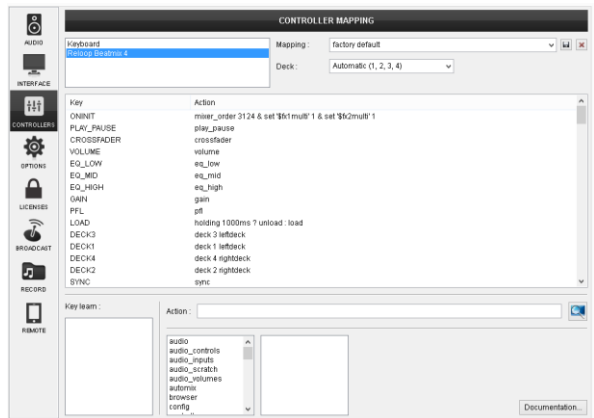 CONTROLLER MAPPING
AUDIO
INTERFACE
CONTROLLERS
OPTIONS
LICENSES
BROADCAST
RECORD
REMOTE
Keyboard
Reloop Beatmix 4
Mapping :
factory default
Deck :
Automatic (1, 2, 3, 4)
Key Action
ONINIT mixer_order 3124 & set '$fx1multi' 1 & set '$fx2multi' 1
PLAY_PAUSE play_pause
CROSSFADER crossfader
VOLUME volume
EQ_LOW eq_low
EQ_MID eq_mid
EQ_HIGH eq_high
GAIN gain
PFL pfl
LOAD holding 1000ms ? unload : load
DECK3 deck 3 leftdeck
DECK1 deck 1 leftdeck
DECK4 deck 4 rightdeck
DECK2 deck 2 rightdeck
SYNC sync
Key learn :
Action :
audio
audio_controls
audio_inputs
audio_scratch
audio_volumes
automix
browser
config
Documentation...